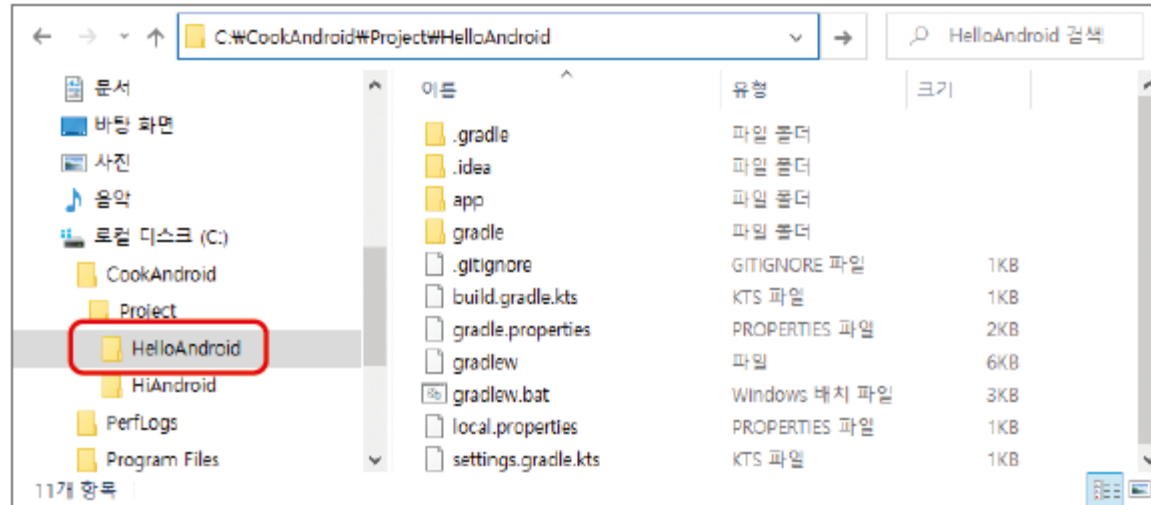 C:₩CookAndroid₩Project₩HelloAndroid
HelloAndroid 검색
문서
바탕 화면
사진
음악
로컬 디스크 (C:)
CookAndroid
Project
HelloAndroid
HiAndroid
PerfLogs
Program Files
이름 유형 크기
.gradle 파일 폴더
.idea 파일 폴더
app 파일 폴더
gradle 파일 폴더
.gitignore GITIGNORE 파일 1KB
build.gradle.kts KTS 파일 1KB
gradle.properties PROPERTIES 파일 2KB
gradlew 파일 6KB
gradlew.bat Windows 배치 파일 3KB
local.properties PROPERTIES 파일 1KB
settings.gradle.kts KTS 파일 1KB
11개 항목